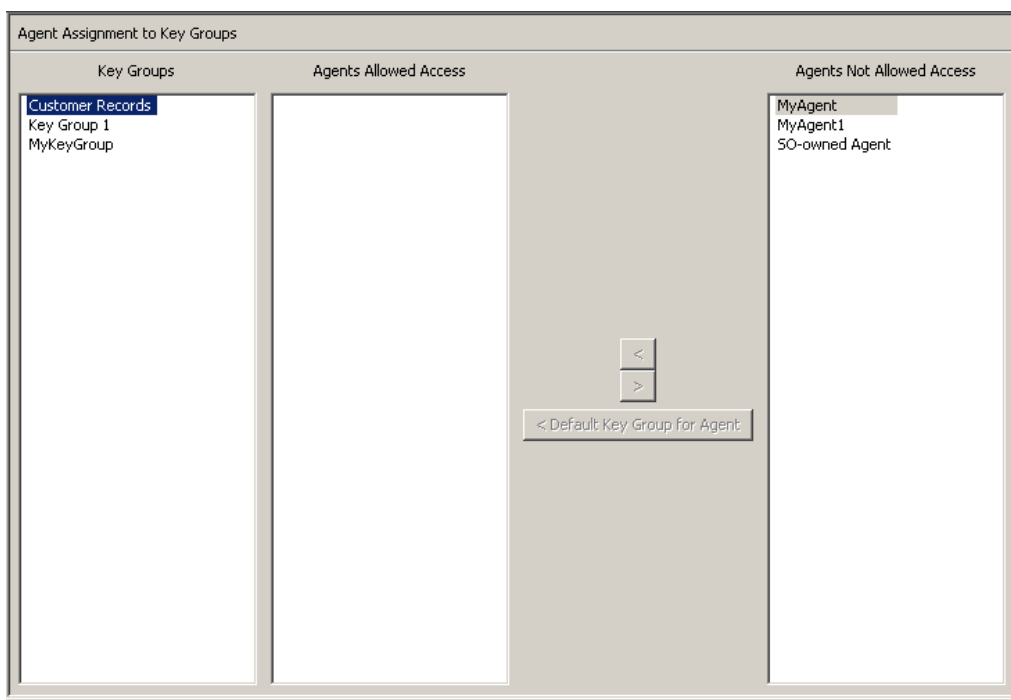 Agent Assignment to Key Groups
Key Groups
Agents Allowed Access
Agents Not Allowed Access
Customer Records
Key Group 1
MyKeyGroup
MyAgent
MyAgent1
SO-owned Agent
<
>
< Default Key Group for Agent